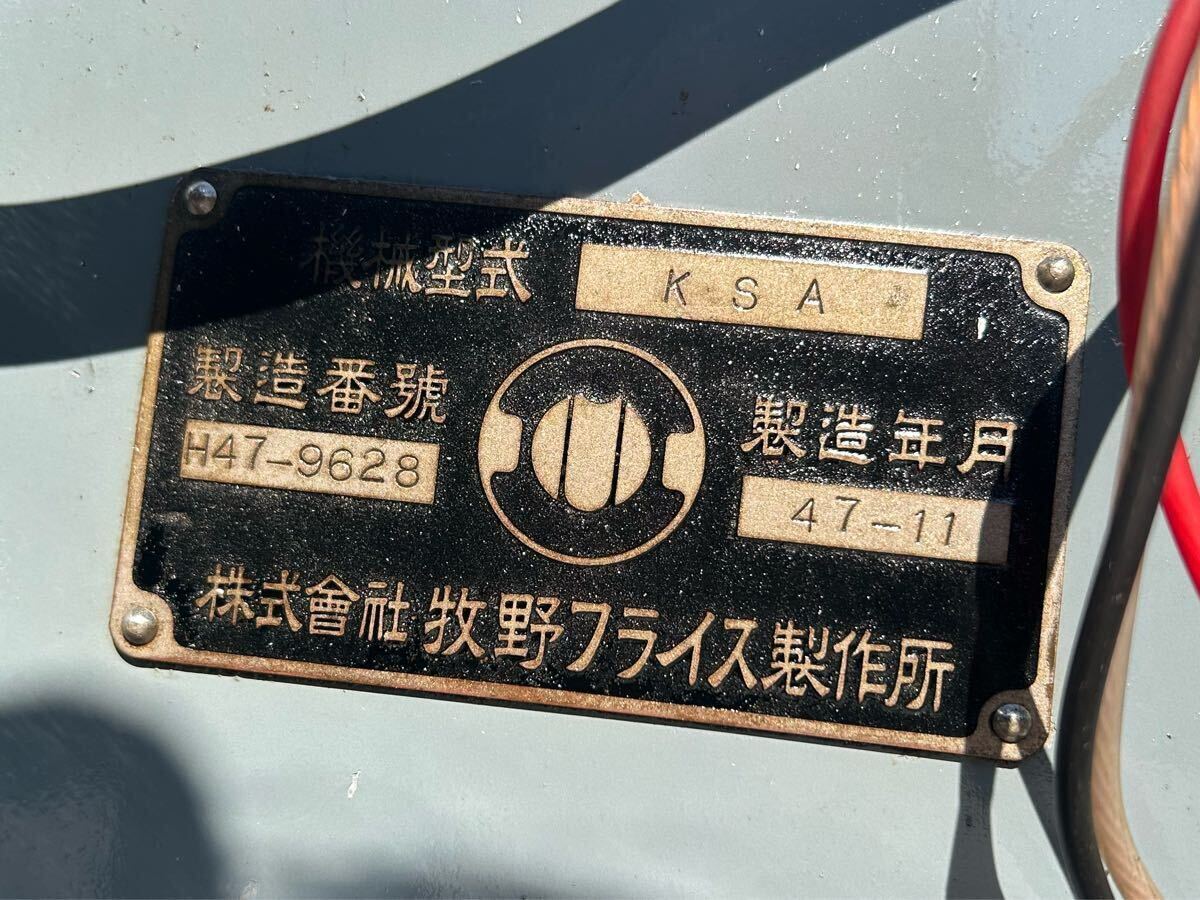 機械型式 KSA
製造番號
H47-9628
製造年月
47-11
株式會社 牧野フライス製作所